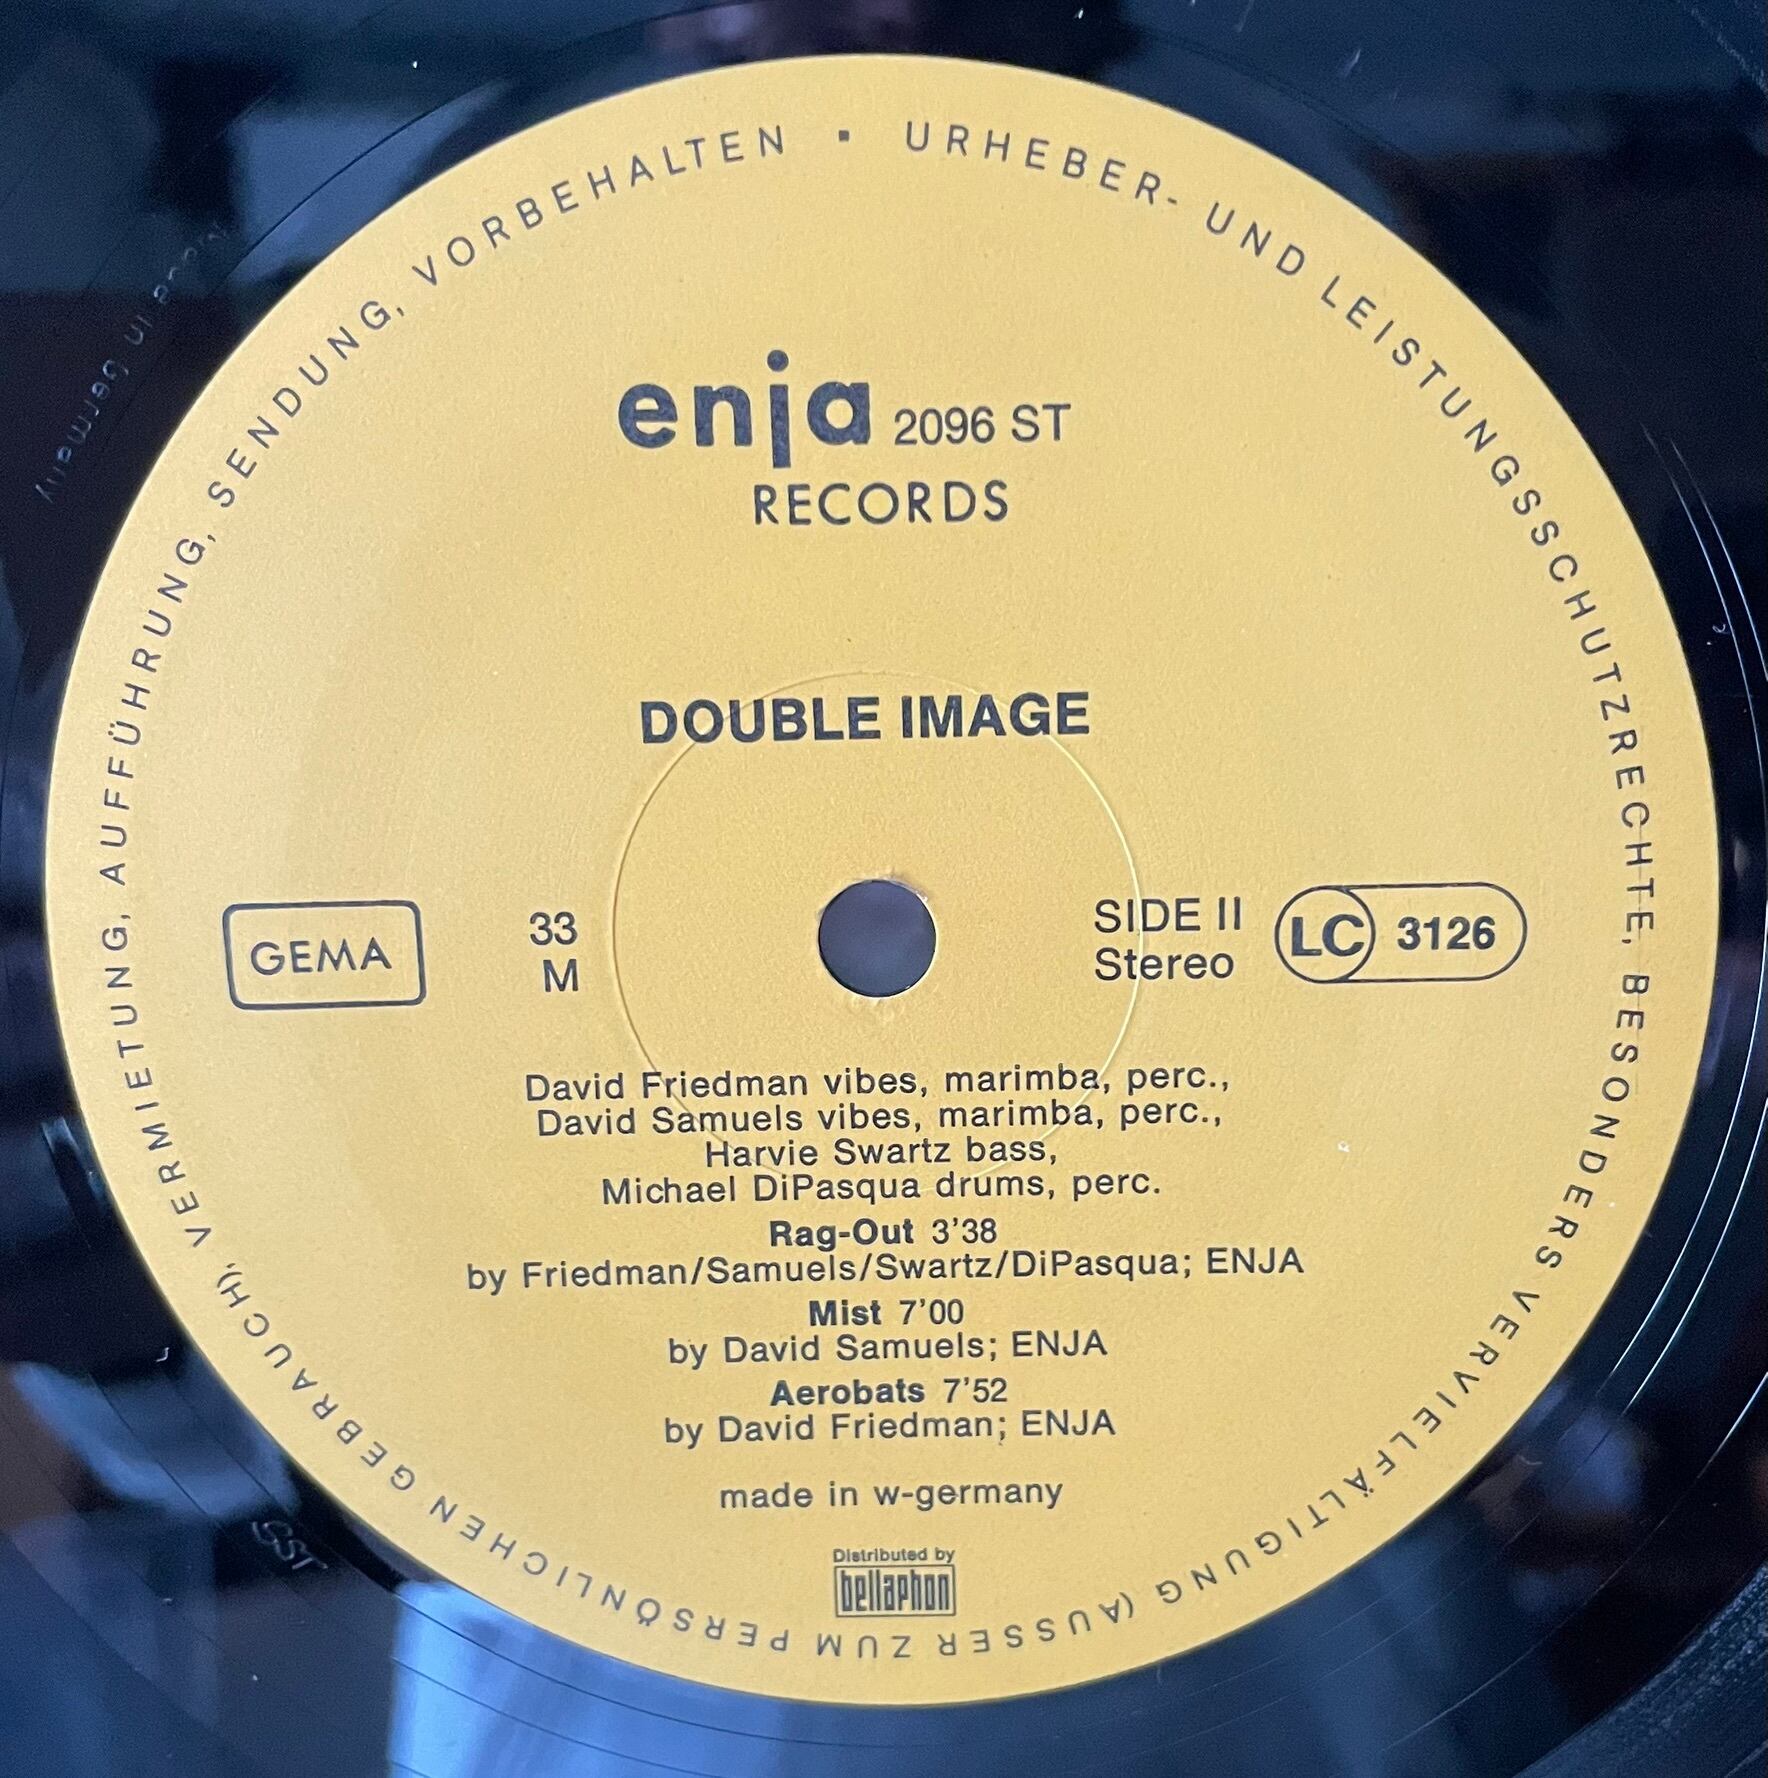 URHEBER- UND LEISTUNGSSCHUTZRECHTE, BESONDERS VERVIELFÄLTIGUNG (AUSSER ZUM PERSÖNLICHEN GEBRAUCH), VERMIETUNG, AUFFÜHRUNG, SENDUNG, VORBEHALTEN ▪
enja 2096 ST
RECORDS
DOUBLE IMAGE
GEMA
33
M
SIDE II
Stereo
LC 3126
David Friedman vibes, marimba, perc.,
David Samuels vibes, marimba, perc.,
Harvie Swartz bass,
Michael DiPasqua drums, perc.
Rag-Out 3'38
by Friedman/Samuels/Swartz/DiPasqua; ENJA
Mist 7'00
by David Samuels; ENJA
Aerobats 7'52
by David Friedman; ENJA
made in w-germany
Distributed by
bellaphon
Made in Germany